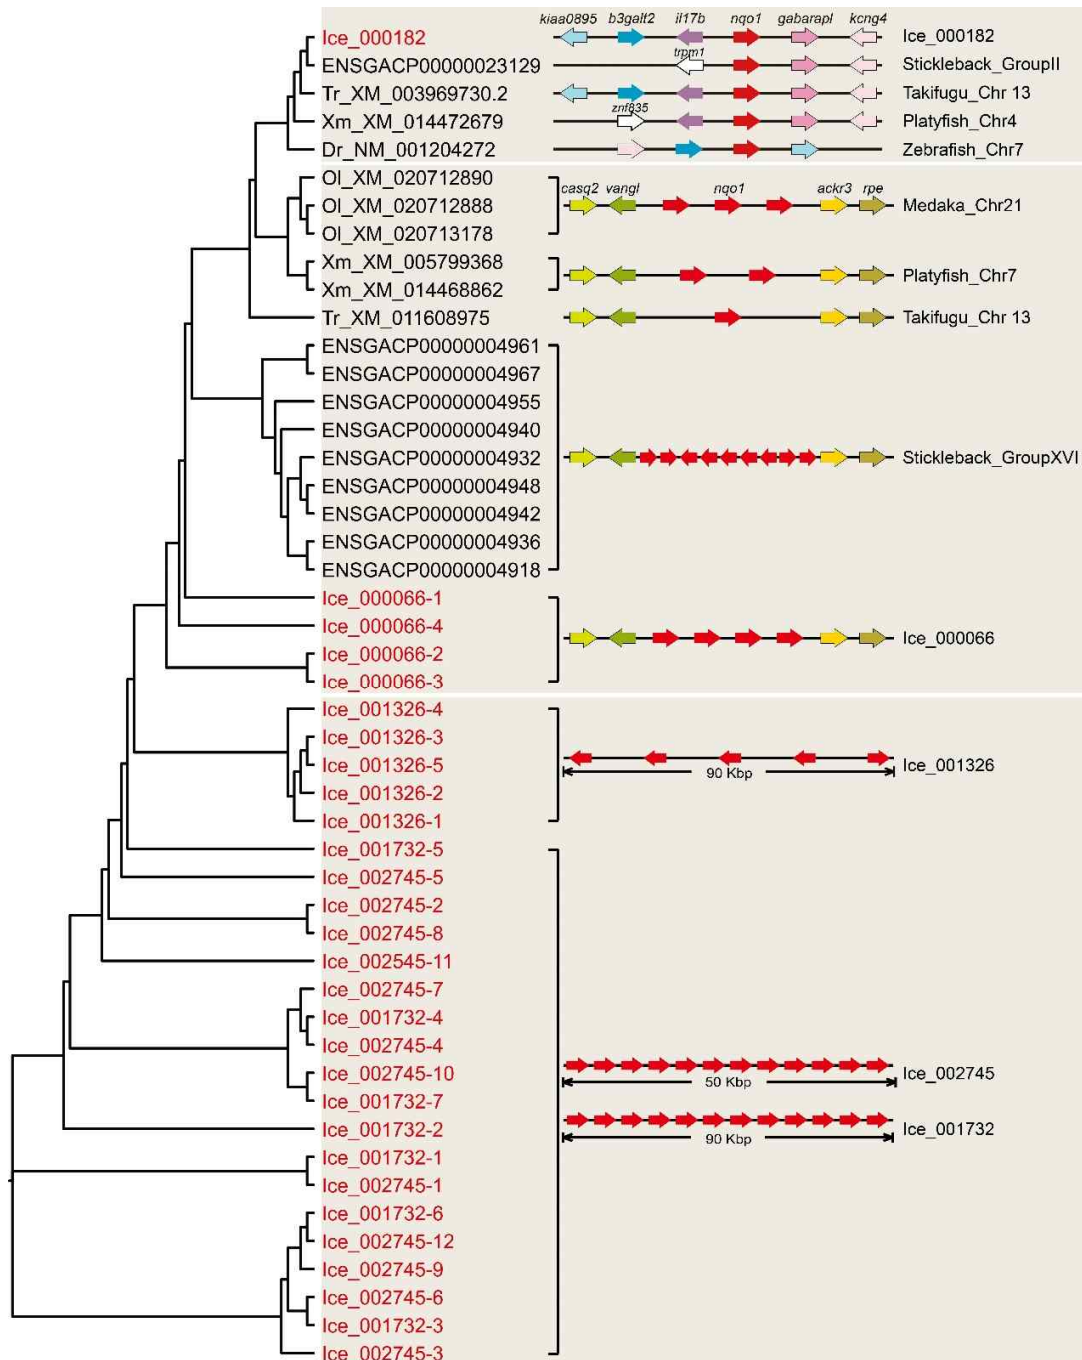 kiaa0895 b3galt2 il17b nqo1 gabarapl kcng4
Ice_000182 Ice_000182
trpm1
ENSGACP00000023129 Stickleback_GroupII
Tr_XM_003969730.2 Takifugu_Chr 13
znf835
Xm_XM_014472679 Platyfish_Chr4
Dr_NM_001204272 Zebrafish_Chr7
Ol_XM_020712890
casq2 vangl nqo1 ackr3 rpe
Ol_XM_020712888 Medaka_Chr21
Ol_XM_020713178
Xm_XM_005799368
Platyfish_Chr7
Xm_XM_014468862
Tr_XM_011608975 Takifugu_Chr 13
ENSGACP00000004961
ENSGACP00000004967
ENSGACP00000004955
ENSGACP00000004940
ENSGACP00000004932 Stickleback_GroupXVI
ENSGACP00000004948
ENSGACP00000004942
ENSGACP00000004936
ENSGACP00000004918
Ice_000066-1
Ice_000066-4
Ice_000066
Ice_000066-2
Ice_000066-3
Ice_001326-4
Ice_001326-3
Ice_001326-5 Ice_001326
90 Kbp
Ice_001326-2
Ice_001326-1
Ice_001732-5
Ice_002745-5
Ice_002745-2
Ice_002745-8
Ice_002545-11
Ice_002745-7
Ice_001732-4
Ice_002745-4
Ice_002745-10 Ice_002745
50 Kbp
Ice_001732-7
Ice_001732-2 Ice_001732
90 Kbp
Ice_001732-1
Ice_002745-1
Ice_001732-6
Ice_002745-12
Ice_002745-9
Ice_002745-6
Ice_001732-3
Ice_002745-3